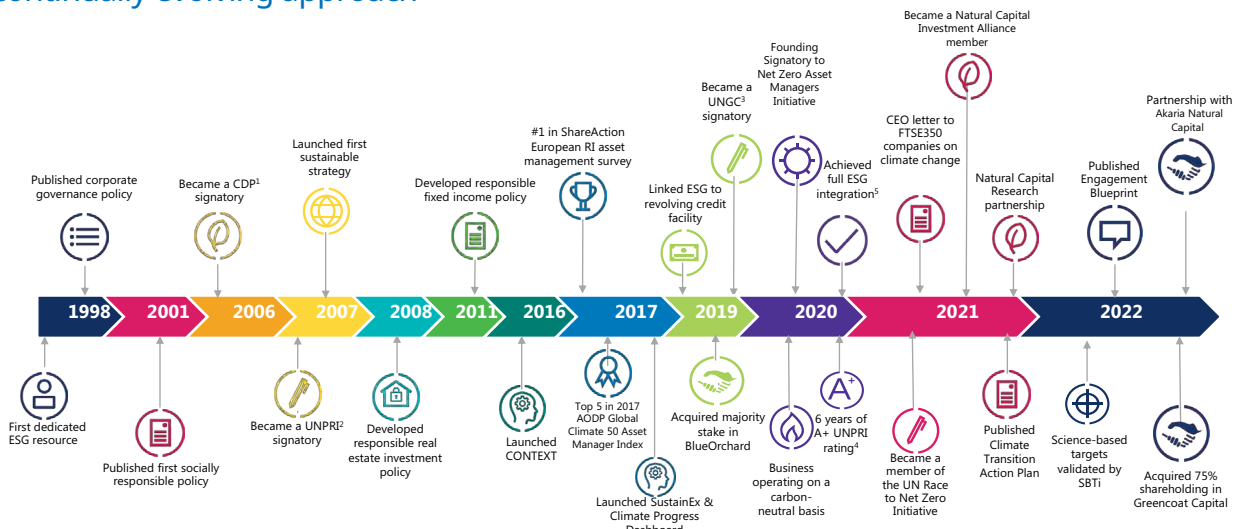 continually evolving approach
Became a Natural Capital
Investment Alliance
member
Founding
Signatory to
Net Zero Asset
Managers
Initiative
Became a
UNGC³
signatory
Partnership with
Akaria Natural
Capital
#1 in ShareAction
European RI asset
management survey
CEO letter to
FTSE350
companies on
climate change
Launched first
sustainable
strategy
Achieved
full ESG
integration⁵
Published
Engagement
Blueprint
Published corporate
governance policy
Became a CDP¹
signatory
Developed responsible
fixed income policy
Linked ESG to
revolving credit
facility
Natural Capital
Research
partnership
1998
2001
2006
2007
2008
2011
2016
2017
2019
2020
2021
2022
First dedicated
ESG resource
Published first socially
responsible policy
Became a UNPRI²
signatory
Developed
responsible real
estate investment
policy
Launched
CONTEXT
Top 5 in 2017
AODP Global
Climate 50 Asset
Manager Index
Launched SustainEx &
Climate Progress
Dashboard
Acquired majority
stake in
BlueOrchard
Business
operating on a
carbon-
neutral basis
A+
6 years of
A+ UNPRI
rating⁴
Became a
member of
the UN Race
to Net Zero
Initiative
Published
Climate
Transition
Action Plan
Science-based
targets
validated by
SBTi
Acquired 75%
shareholding in
Greencoat Capital